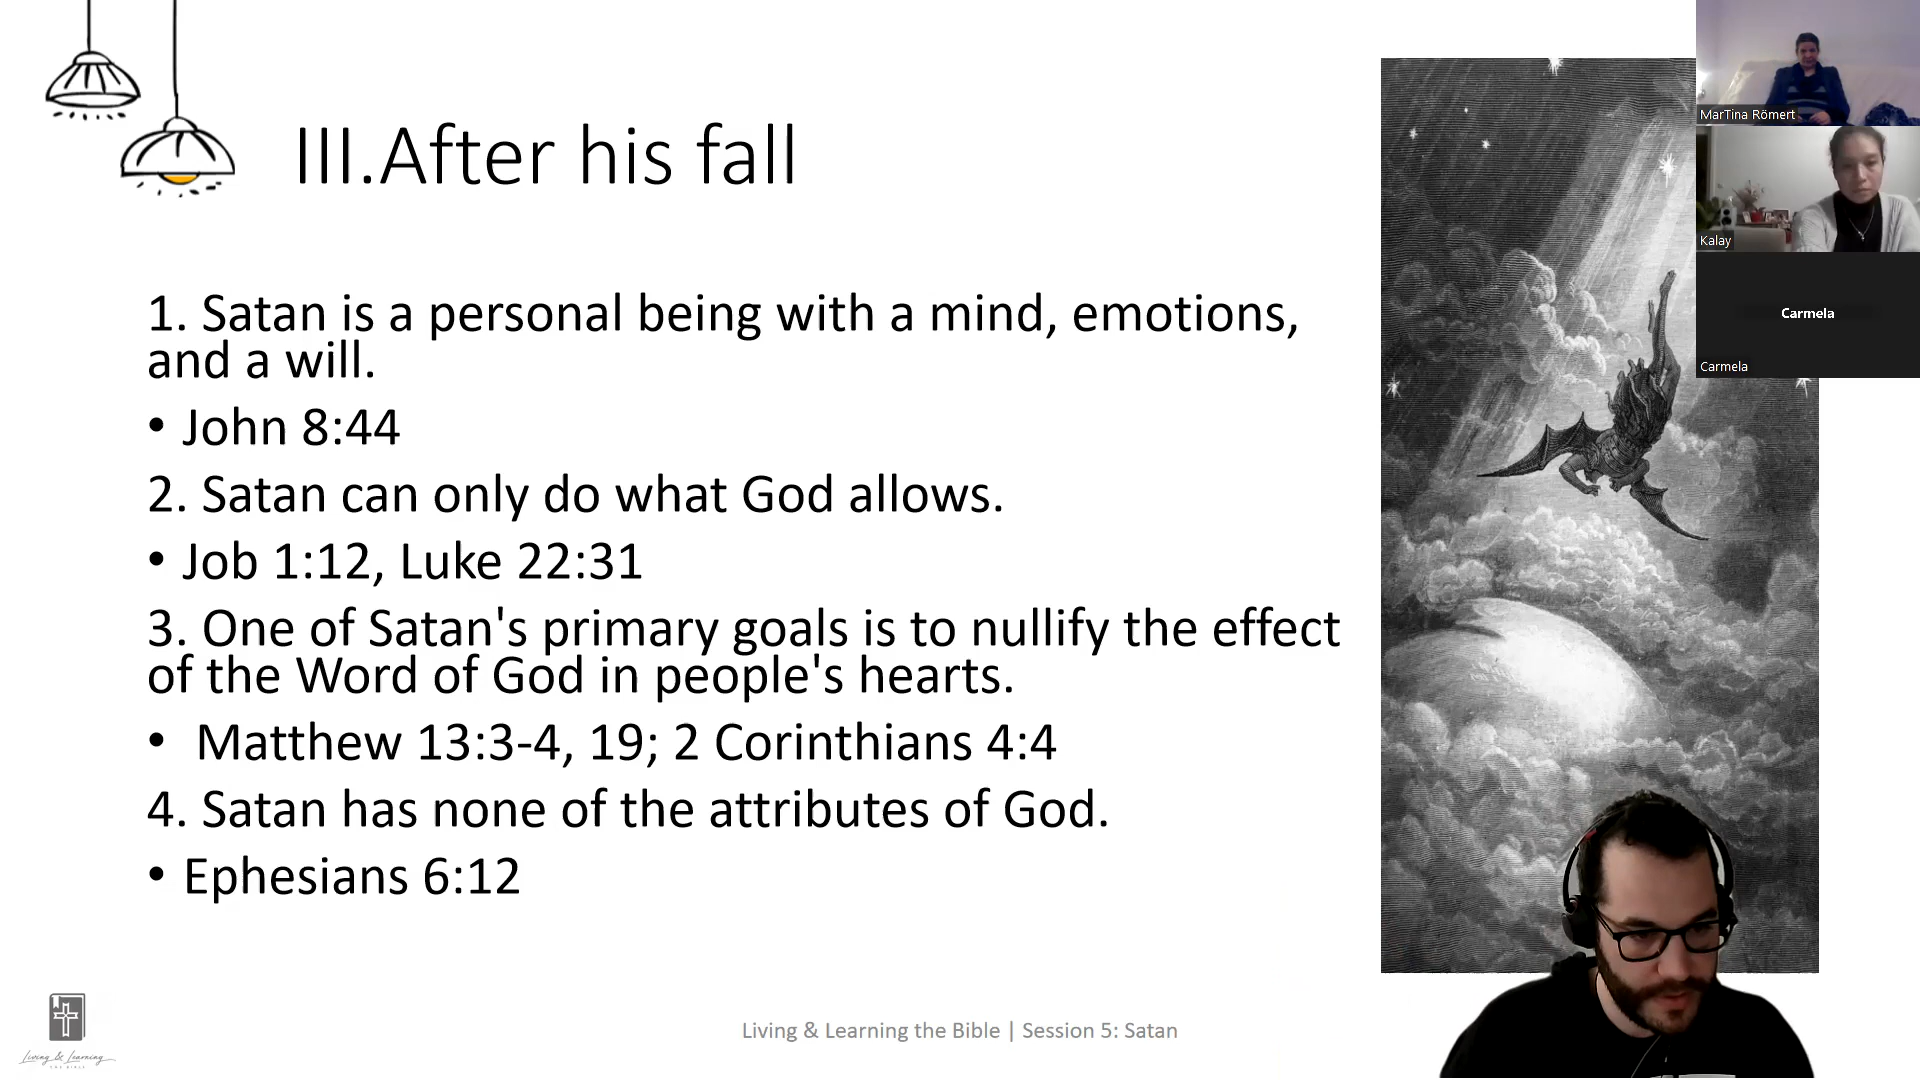 III.After his fall
1. Satan is a personal being with a mind, emotions,
and a will.
• John 8:44
2. Satan can only do what God allows.
• Job 1:12, Luke 22:31
3. One of Satan's primary goals is to nullify the effect
of the Word of God in people's hearts.
• Matthew 13:3-4, 19; 2 Corinthians 4:4
4. Satan has none of the attributes of God.
• Ephesians 6:12
Living & Learning the Bible | Session 5: Satan
Living & Learning
THE BIBLE
MarTina Römert
Kalay
Carmela
Carmela